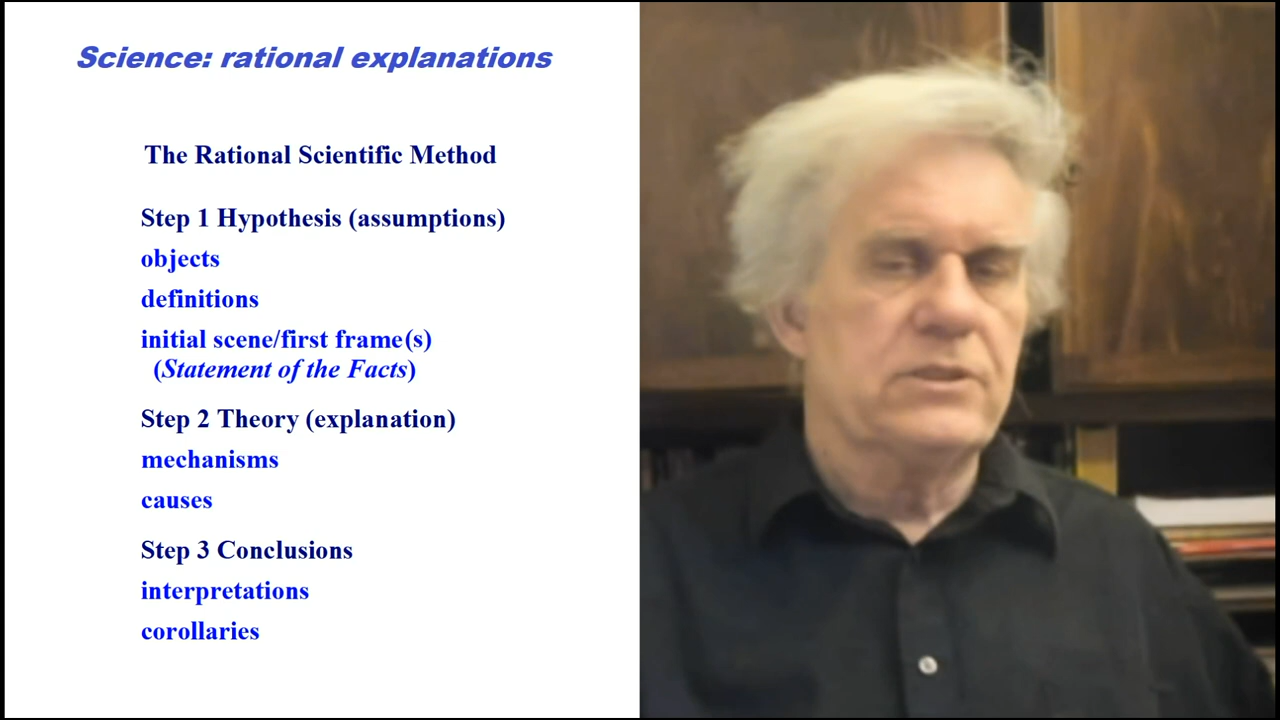 Science: rational explanations
The Rational Scientific Method
Step 1 Hypothesis (assumptions)
objects
definitions
initial scene/first frame(s)
(Statement of the Facts)
Step 2 Theory (explanation)
mechanisms
causes
Step 3 Conclusions
interpretations
corollaries